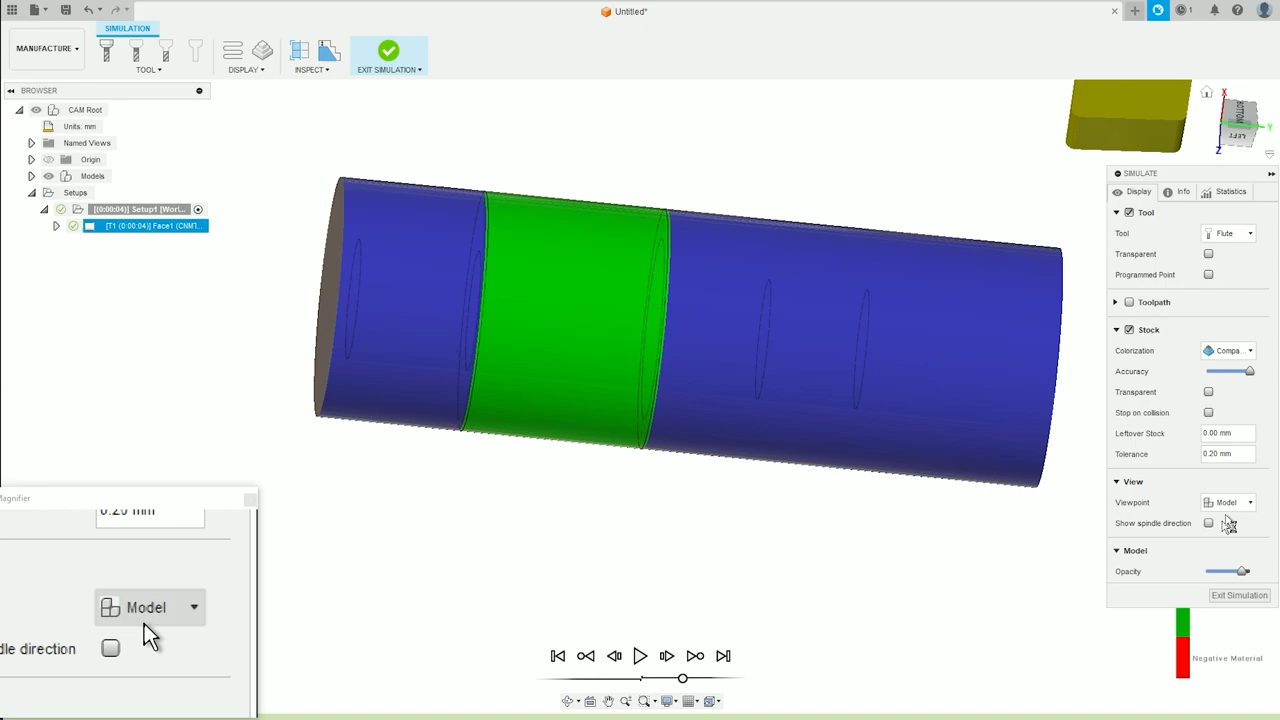 Untitled*
1
SIMULATION
MANUFACTURE
TOOL
DISPLAY
INSPECT
EXIT SIMULATION
BROWSER
CAM Root
Units: mm
Named Views
Origin
Models
Setups
[(0:00:04)] Setup1 [Wori...
[T1 (0:00:04)] Face1 (CNMT...
X
BOTTOM
Y
LEFT
Z
SIMULATE
Display
Info
Statistics
Tool
Tool
Flute
Transparent
Programmed Point
Toolpath
Stock
Colorization
Compa...
Accuracy
Transparent
Stop on collision
Leftover Stock
0.00 mm
Tolerance
0.20 mm
View
Viewpoint
Model
Show spindle direction
Model
Opacity
Exit Simulation
Negative Material
Magnifier
0.20 mm
Model
dle direction